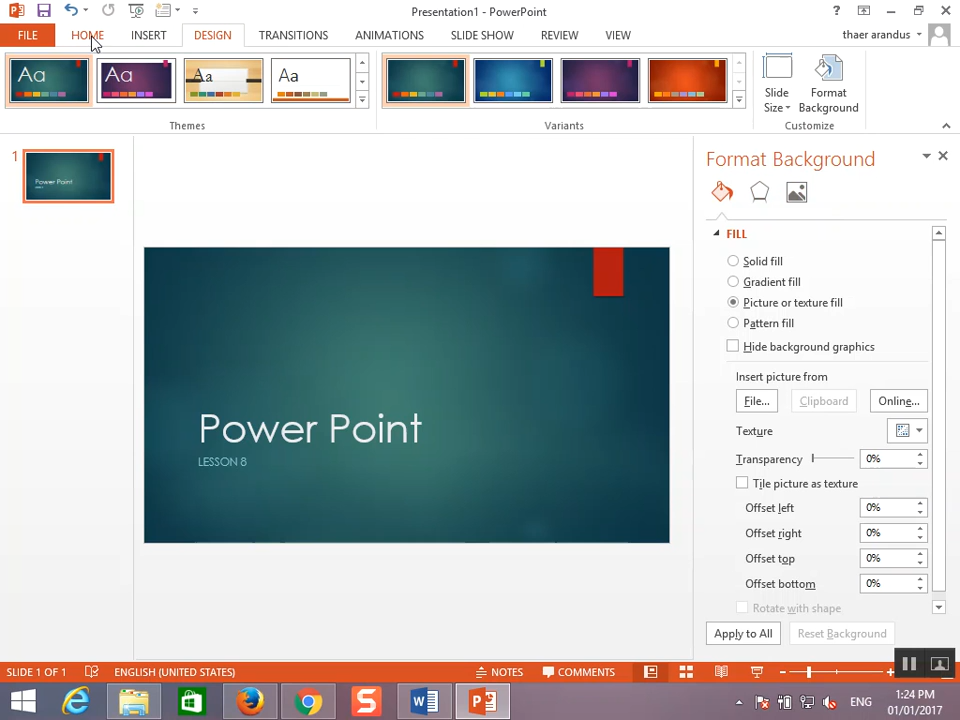 Presentation1 - PowerPoint
?
FILE HOME INSERT DESIGN TRANSITIONS ANIMATIONS SLIDE SHOW REVIEW VIEW thaer arandus
Aa Aa Aa Aa
Slide Size Format Background
Themes Variants Customize
1
Power Point
Format Background
FILL
Solid fill
Gradient fill
Picture or texture fill
Pattern fill
Hide background graphics
Insert picture from
File... Clipboard Online...
Texture
Transparency 0%
Tile picture as texture
Offset left 0%
Offset right 0%
Offset top 0%
Offset bottom 0%
Rotate with shape
Apply to All Reset Background
Power Point
LESSON 8
SLIDE 1 OF 1 ENGLISH (UNITED STATES) NOTES COMMENTS
ENG 1:24 PM
01/01/2017